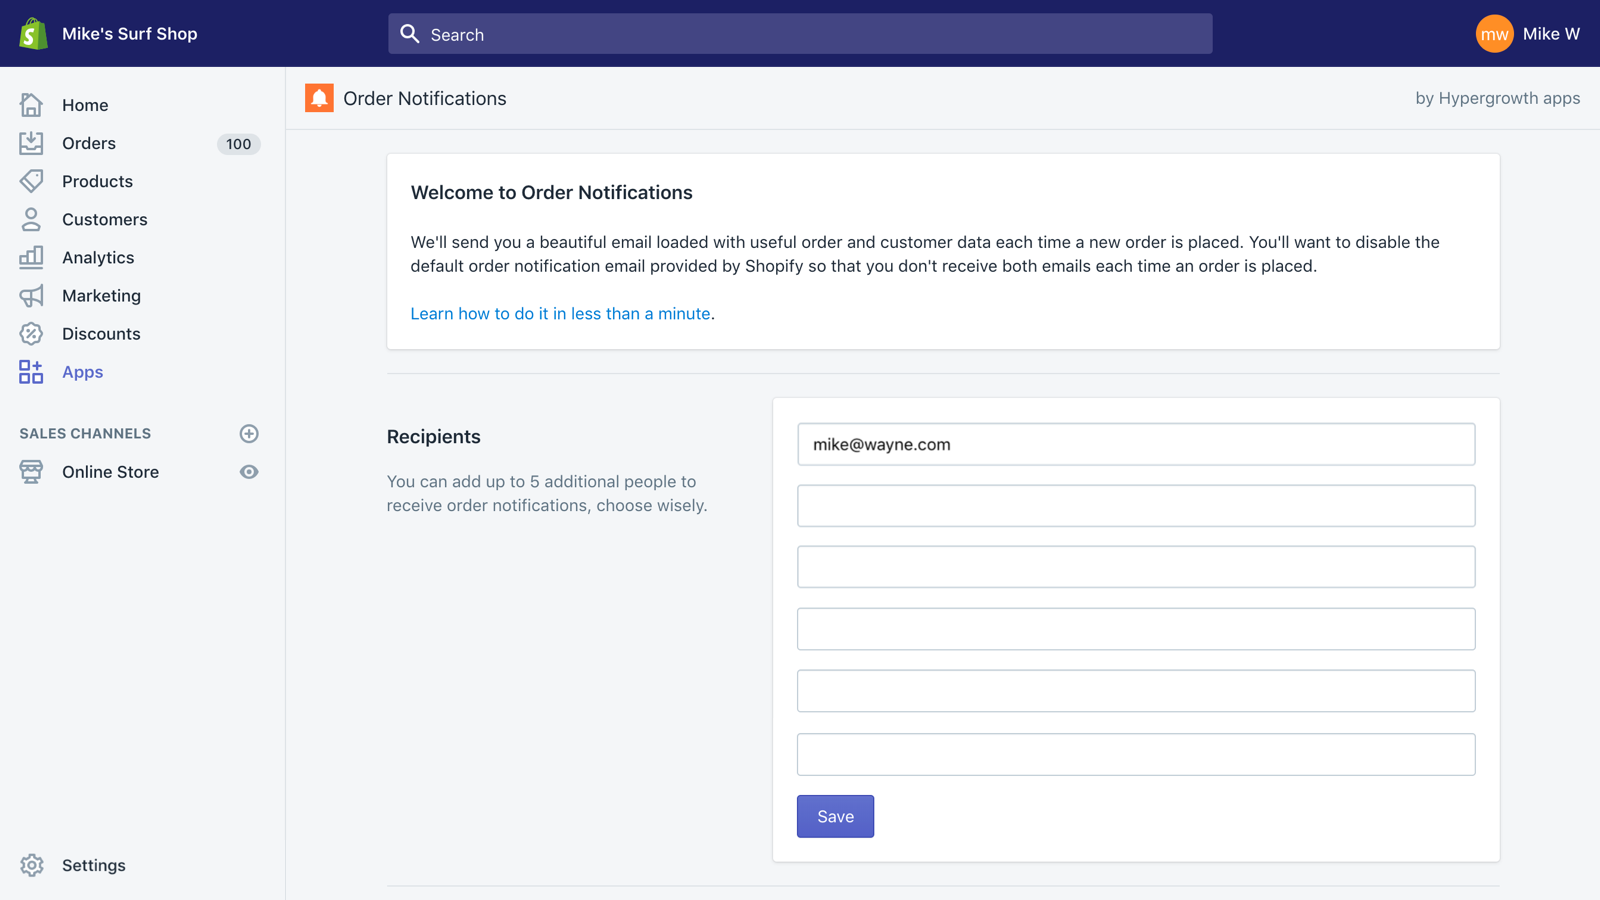 Mike's Surf Shop
Search
mw Mike W
Home
Orders 100
Products
Customers
Analytics
Marketing
Discounts
Apps
SALES CHANNELS
Online Store
Settings
Order Notifications
by Hypergrowth apps
Welcome to Order Notifications
We'll send you a beautiful email loaded with useful order and customer data each time a new order is placed. You'll want to disable the
default order notification email provided by Shopify so that you don't receive both emails each time an order is placed.
Learn how to do it in less than a minute.
Recipients
You can add up to 5 additional people to
receive order notifications, choose wisely.
mike@wayne.com
Save